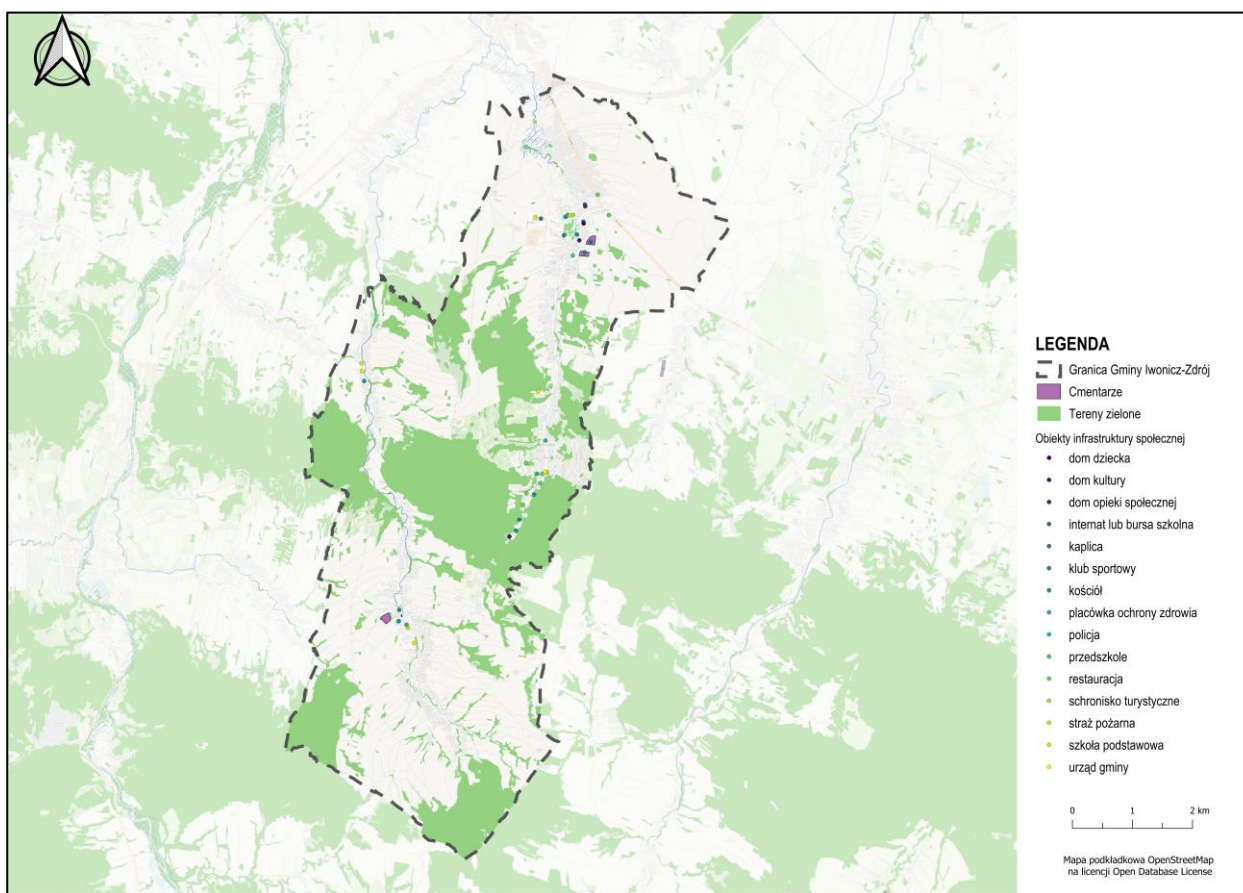 LEGENDA
Granica Gminy Iwonicz-Zdrój
Cmentarze
Tereny zielone
Obiekty infrastruktury społecznej
dom dziecka
dom kultury
dom opieki społecznej
internat lub bursa szkolna
kaplica
klub sportowy
kościół
placówka ochrony zdrowia
policja
przedszkole
restauracja
schronisko turystyczne
straż pożarna
szkoła podstawowa
urząd gminy
0 1 2 km
Mapa podkładkowa OpenStreetMap
na licencji Open Database License